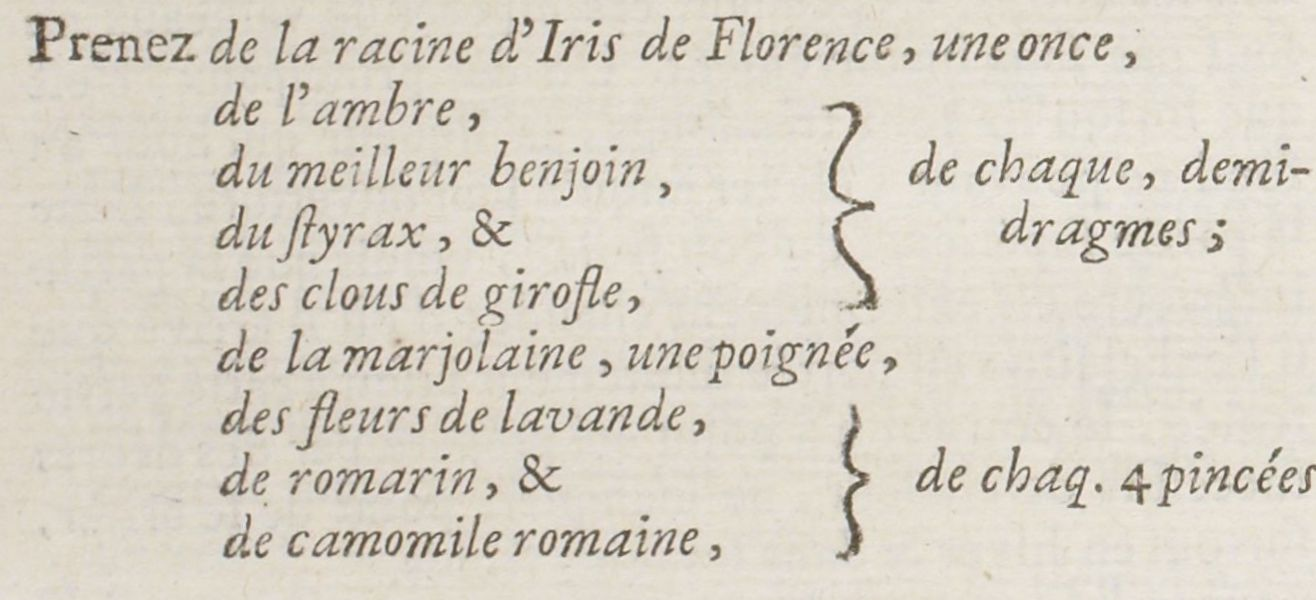 Prenez de la racine d'Iris de Florence, une once,
de l'ambre,
du meilleur benjoin,
du ſtyrax, &
des clous de girofle,
de chaque, demi-
dragmes;
de la marjolaine, une poignée,
des fleurs de lavande,
de romarin, &
de camomile romaine,
de chaq. 4 pincées